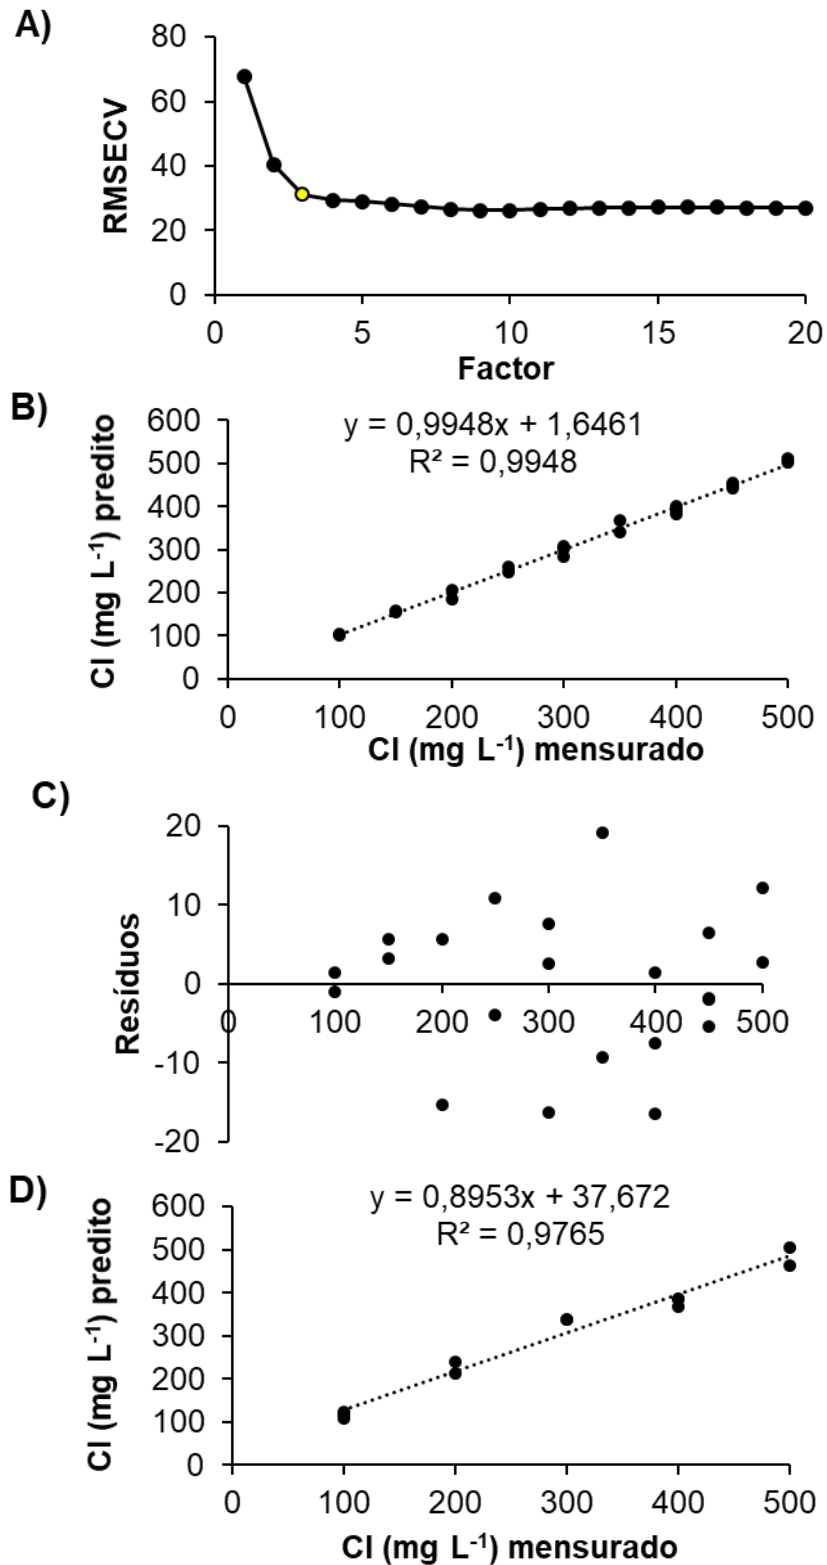 A)
80
60
40
20
0
RMSECV
0 5 10 15 20
Factor
B)
600
500
400
300
200
100
0
Cl (mg L⁻¹) predito
y = 0,9948x + 1,6461
R² = 0,9948
0 100 200 300 400 500
Cl (mg L⁻¹) mensurado
C)
20
10
0
-10
-20
Resíduos
0 100 200 300 400 500
D)
600
500
400
300
200
100
0
Cl (mg L⁻¹) predito
y = 0,8953x + 37,672
R² = 0,9765
0 100 200 300 400 500
Cl (mg L⁻¹) mensurado